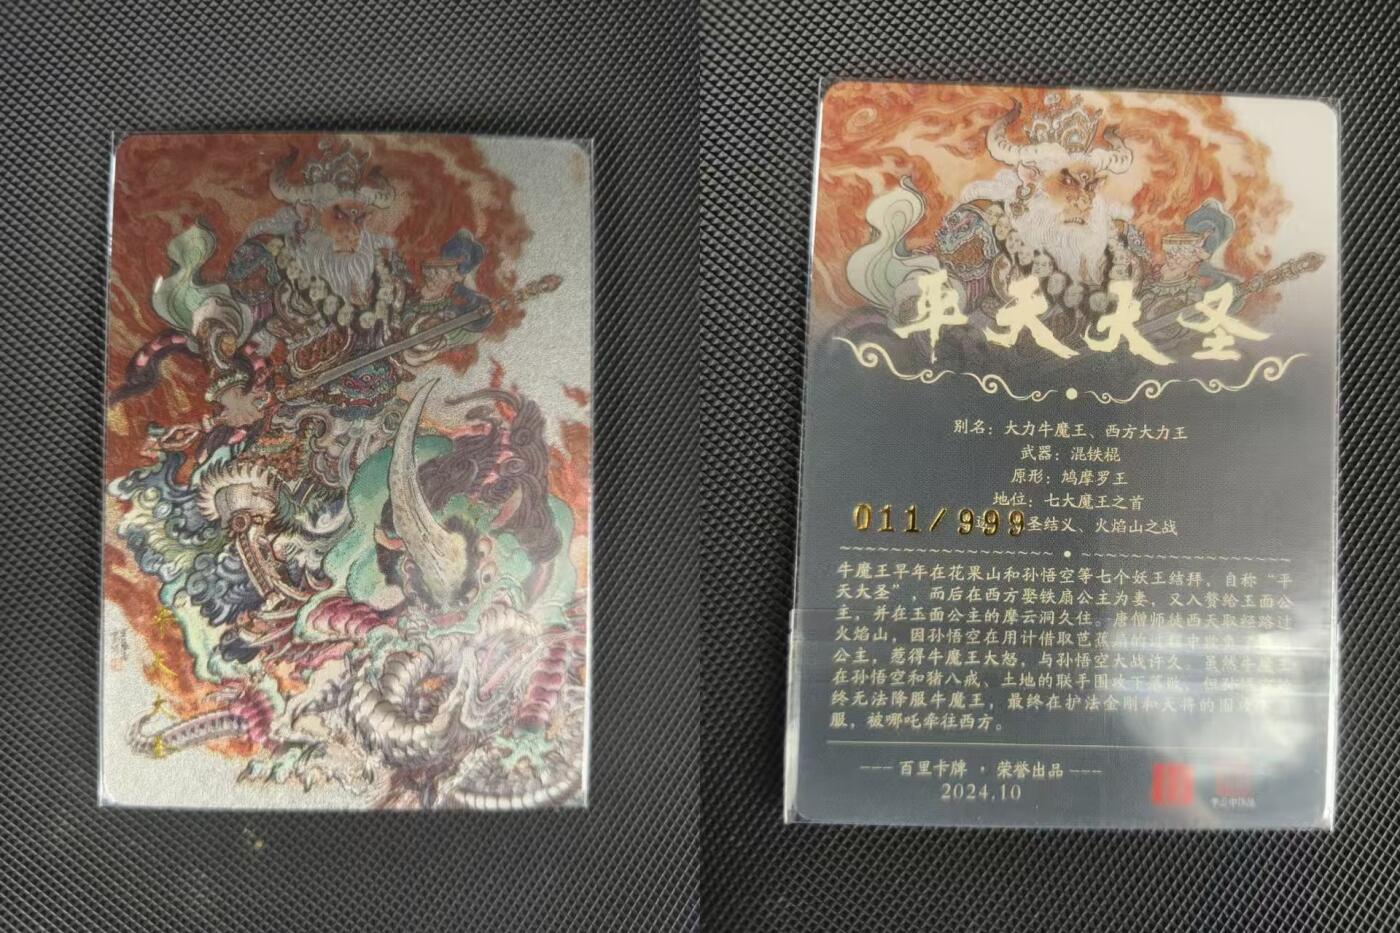 平天大圣
平天大圣
别名：大力牛魔王、西方大力王
武器：混铁棍
原形：鸠摩罗王
地位：七大魔王之首
011/999
圣结义、火焰山之战
牛魔王早年在花果山和孙悟空等七个妖王结拜，自称“平
天大圣”，而后在西方娶铁扇公主为妻，又入赘给玉面公
主，并在玉面公主的摩云洞久住。唐僧师徒西天取经路过
火焰山，因孙悟空在用计借取芭蕉扇的过程中
公主，惹得牛魔王大怒，与孙悟空大战许久。虽然牛魔王
在孙悟空和猪八戒、土地的联手围攻下落败，但孙悟空
终无法降服牛魔王，最终在护法金刚和天将的围攻
服，被哪吒牵往西方。
百里卡牌 · 荣誉出品
2024.10